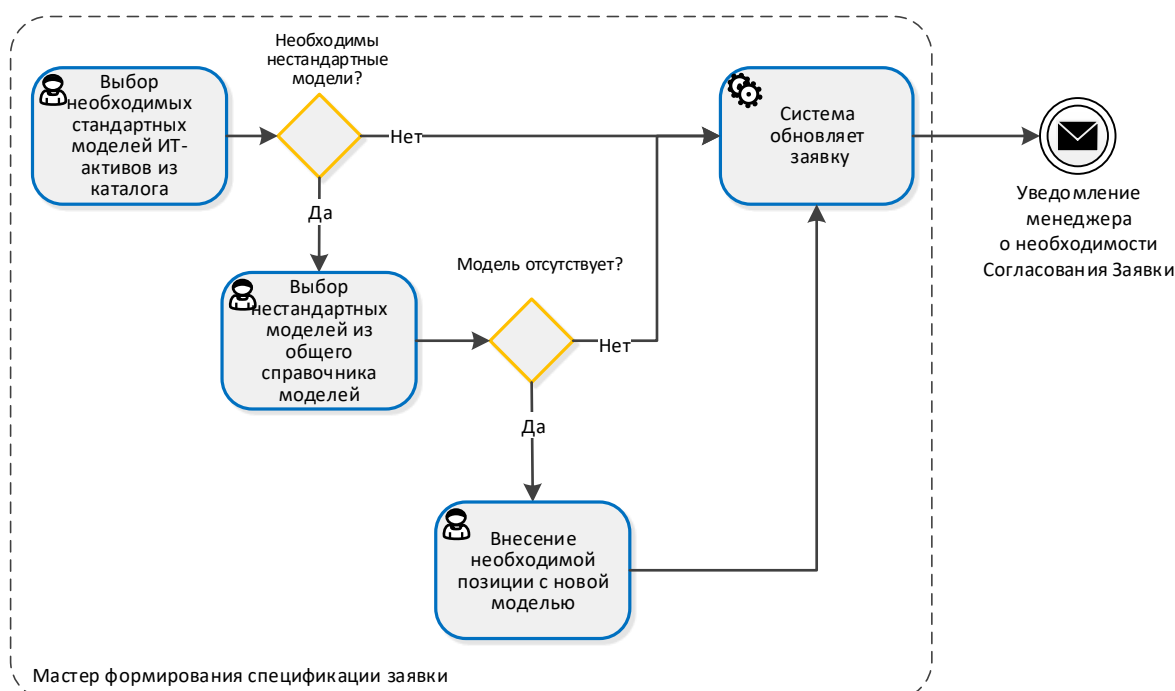 Необходимы
нестандартные
модели?
Выбор
необходимых
стандартных
моделей ИТ-
активов из
каталога
Нет
Система
обновляет
заявку
Уведомление
менеджера
о необходимости
Согласования Заявки
Да
Выбор
нестандартных
моделей из
общего
справочника
моделей
Модель отсутствует?
Нет
Да
Внесение
необходимой
позиции с новой
моделью
Мастер формирования спецификации заявки